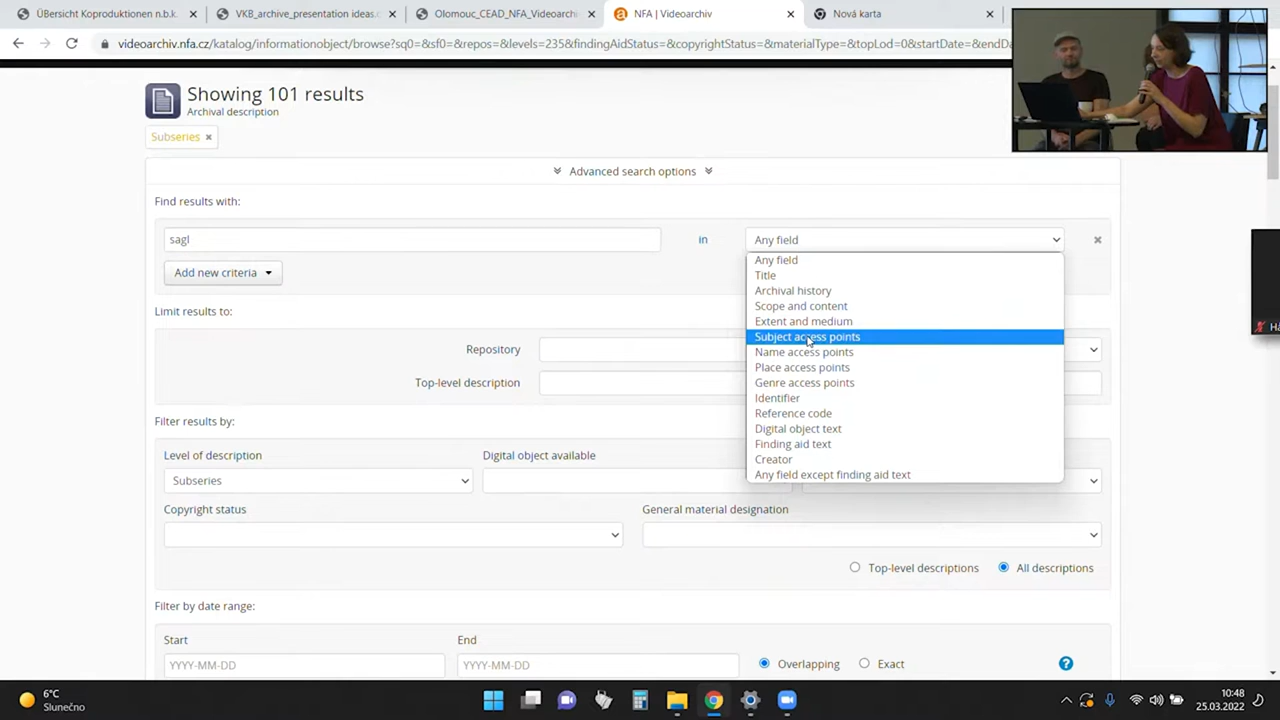 ÜBersicht Koproduktionen n.b.k.
VKB_archive_presentation ideas.
Olomouc_CEAD_NFA_Videoarchiv
NFA | Videoarchiv
Nová karta
videoarchiv.nfa.cz/katalog/informationobject/browse?sq0=&sf0=&repos=&levels=235&findingAidStatus=&copyrightStatus=&materialType=&topLod=0&startDate=&endDa
Showing 101 results
Archival description
Subseries
Advanced search options
Find results with:
sagl
in
Any field
Add new criteria
Any field
Title
Archival history
Scope and content
Extent and medium
Subject access points
Name access points
Place access points
Genre access points
Identifier
Reference code
Digital object text
Finding aid text
Creator
Any field except finding aid text
Limit results to:
Repository
Top-level description
Filter results by:
Level of description
Digital object available
Subseries
Copyright status
General material designation
Top-level descriptions
All descriptions
Filter by date range:
Start
End
YYYY-MM-DD
YYYY-MM-DD
Overlapping
Exact
?
Ha
6°C
Slunečno
10:48
25.03.2022